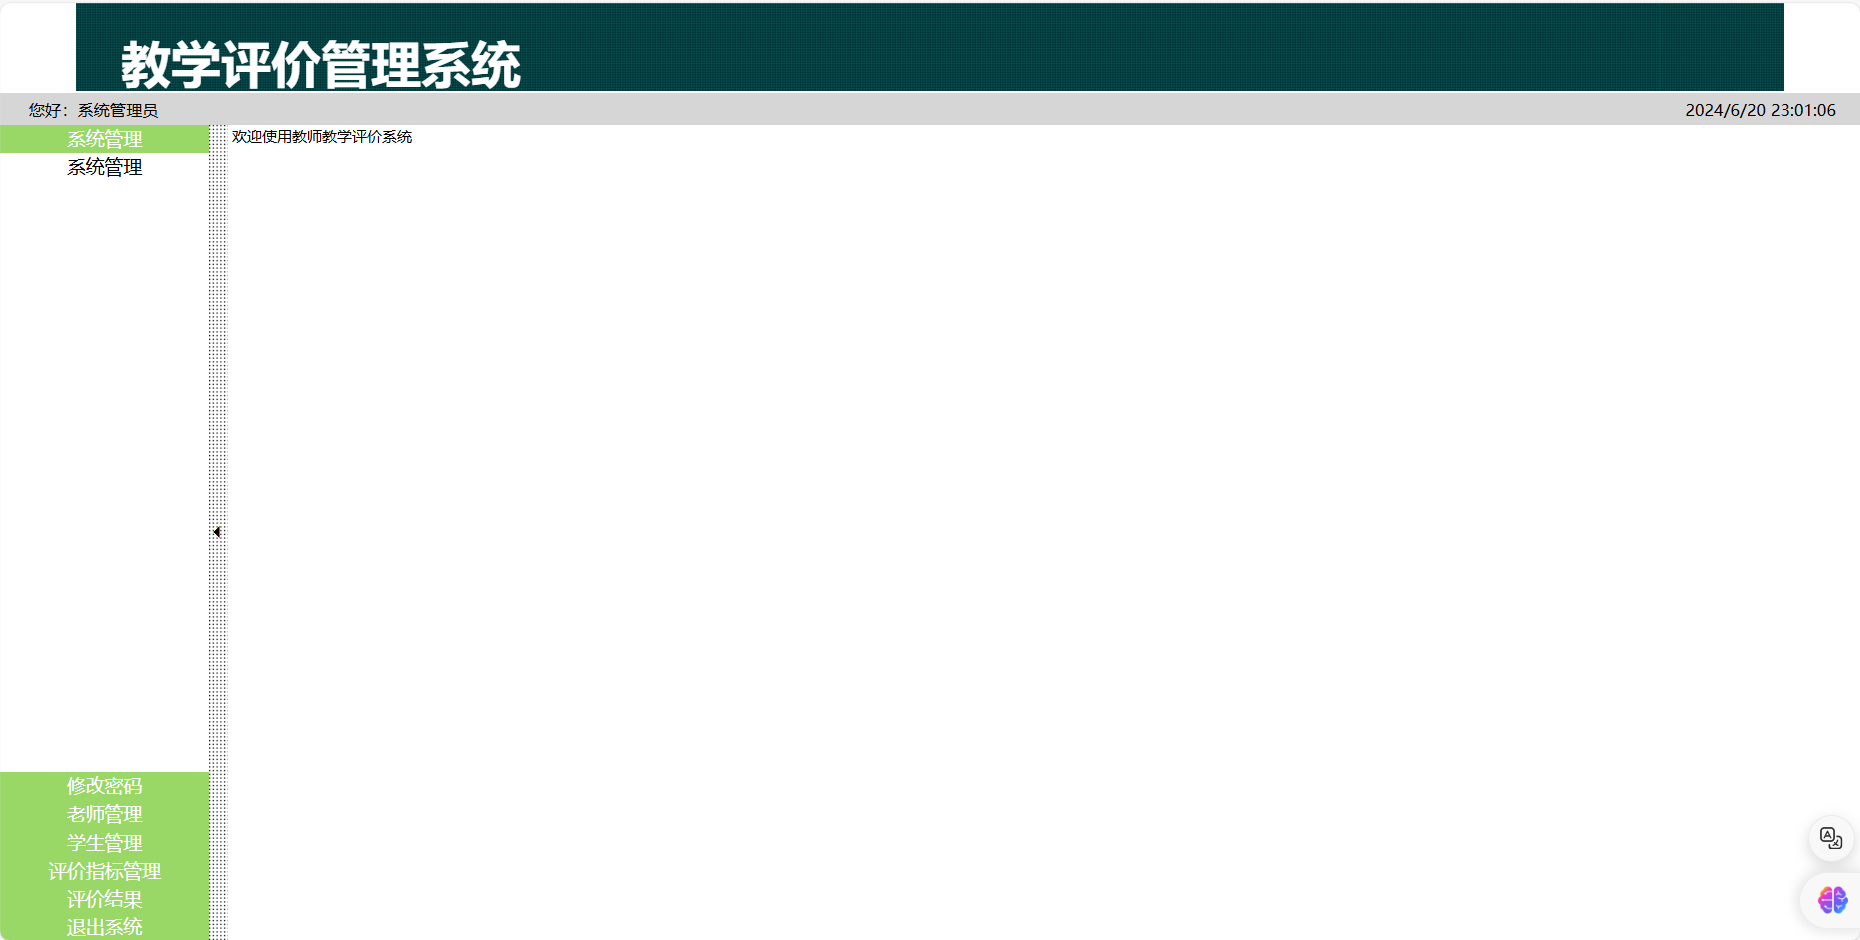 教学评价管理系统
您好：系统管理员
2024/6/20 23:01:06
系统管理
系统管理
欢迎使用教师教学评价系统
修改密码
老师管理
学生管理
评价指标管理
评价结果
退出系统